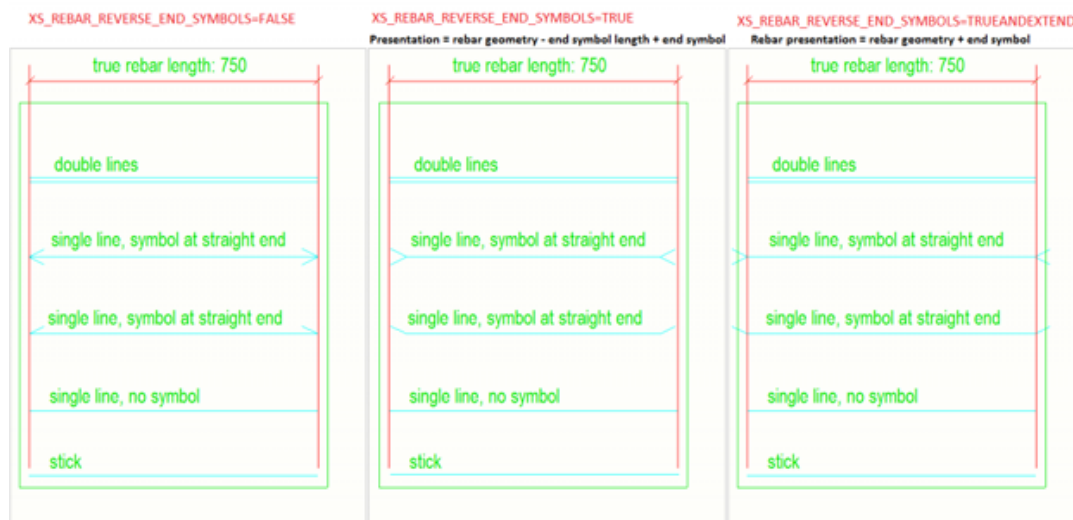 XS_REBAR_REVERSE_END_SYMBOLS=FALSE
true rebar length: 750
double lines
single line, symbol at straight end
single line, symbol at straight end
single line, no symbol
stick
XS_REBAR_REVERSE_END_SYMBOLS=TRUE
Presentation = rebar geometry - end symbol length + end symbol
true rebar length: 750
double lines
single line, symbol at straight end
single line, symbol at straight end
single line, no symbol
stick
XS_REBAR_REVERSE_END_SYMBOLS=TRUEANDEXTEND
Rebar presentation = rebar geometry + end symbol
true rebar length: 750
double lines
single line, symbol at straight end
single line, symbol at straight end
single line, no symbol
stick